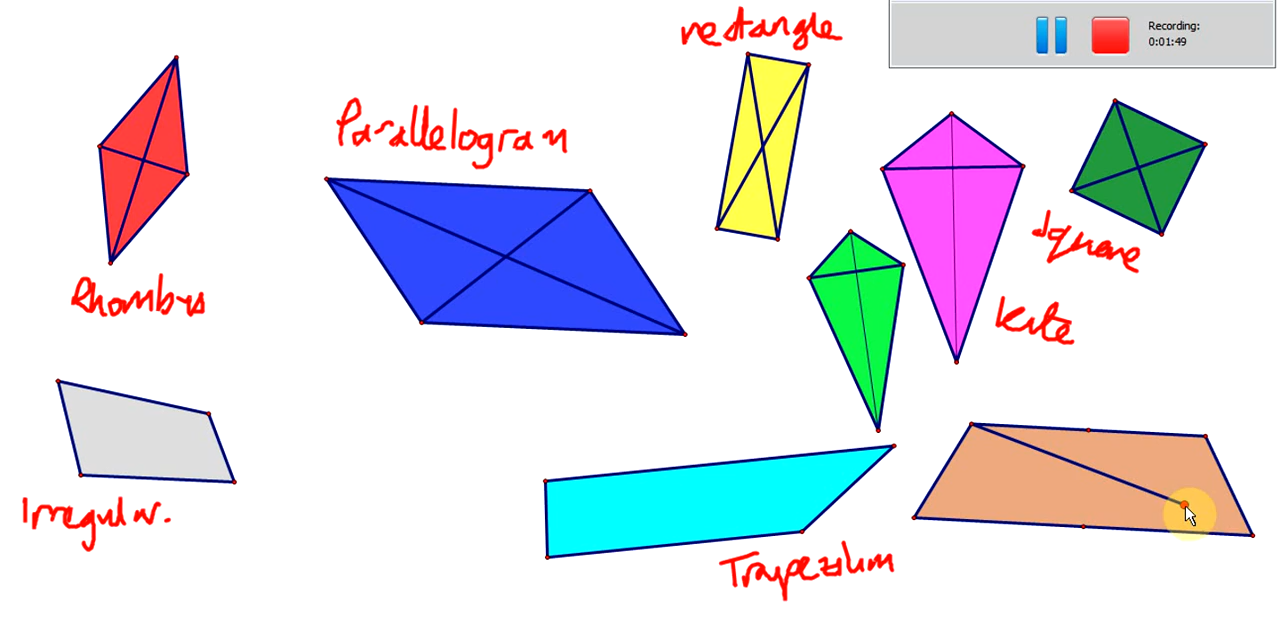 rectangle
Recording:
0:01:49
Parallelogram
Square
Rhombus
Kite
Irregular.
Trapezium